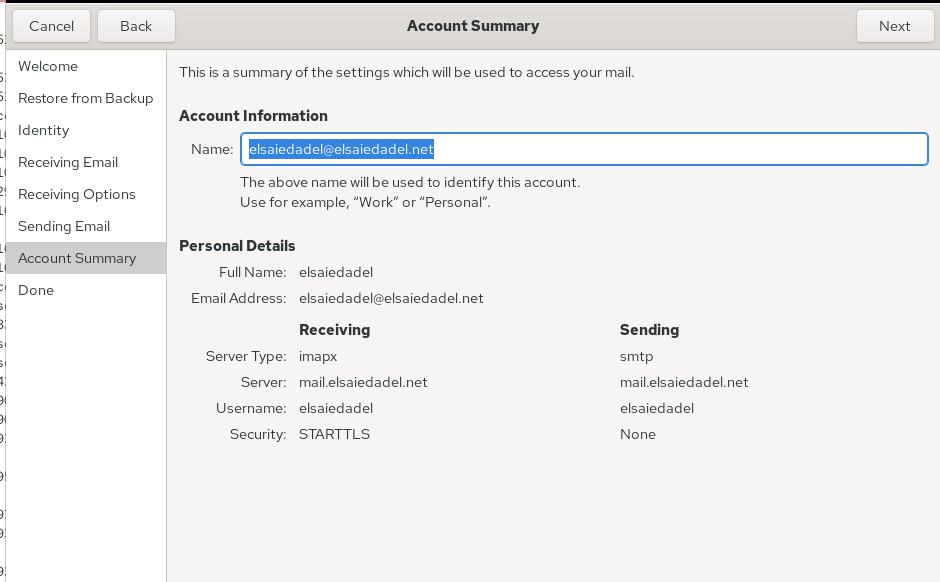 Cancel Back Account Summary Next
Welcome
Restore from Backup
Identity
Receiving Email
Receiving Options
Sending Email
Account Summary
Done
This is a summary of the settings which will be used to access your mail.
Account Information
Name: elsaiedadel@elsaiedadel.net
The above name will be used to identify this account.
Use for example, “Work” or “Personal”.
Personal Details
Full Name: elsaiedadel
Email Address: elsaiedadel@elsaiedadel.net
Receiving Sending
Server Type: imapx smtp
Server: mail.elsaiedadel.net mail.elsaiedadel.net
Username: elsaiedadel elsaiedadel
Security: STARTTLS None